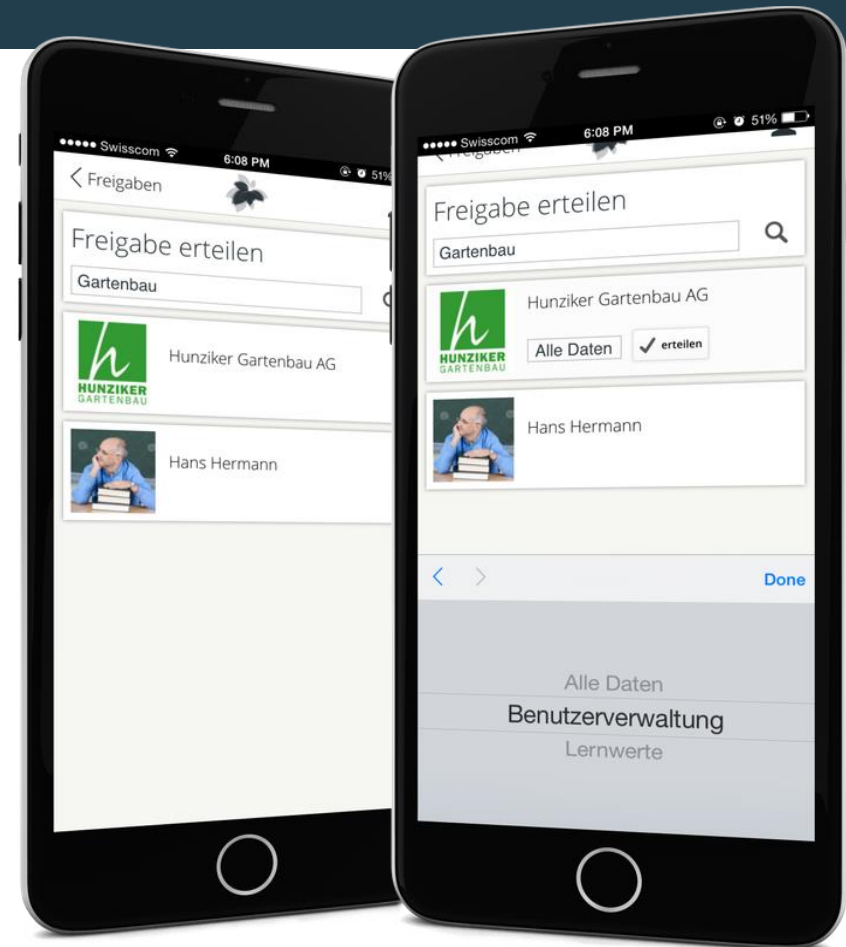 Swisscom
6:08 PM
51%
Freigaben
Freigabe erteilen
Gartenbau
HUNZIKER
GARTENBAU
Hunziker Gartenbau AG
Hans Hermann
Swisscom
6:08 PM
51%
Freigaben
Freigabe erteilen
Gartenbau
h
HUNZIKER
GARTENBAU
Hunziker Gartenbau AG
Alle Daten
erteilen
Hans Hermann
Done
Alle Daten
Benutzerverwaltung
Lernwerte